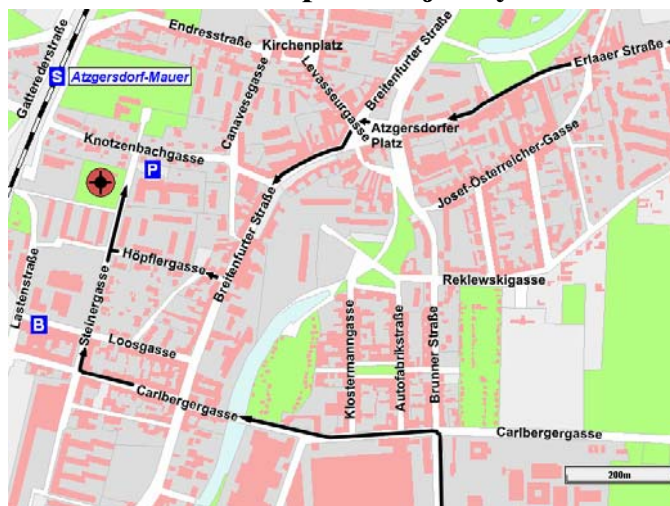 Endresstraße
Kirchenplatz
Gatterederstraße
S
Atzgersdorf-Mauer
Canavesegasse
Levasseurgasse
Breitenfurter Straße
Erlaaer Straße
Atzgersdorfer
Platz
Knotzenbachgasse
P
Josef-Österreicher-Gasse
Breitenfurter Straße
Höpflergasse
Reklewskigasse
Lastenstraße
B
Steinergasse
Loosgasse
Klostermanngasse
Autofabrikstraße
Brunner Straße
Carlbergergasse
Carlbergergasse
200m